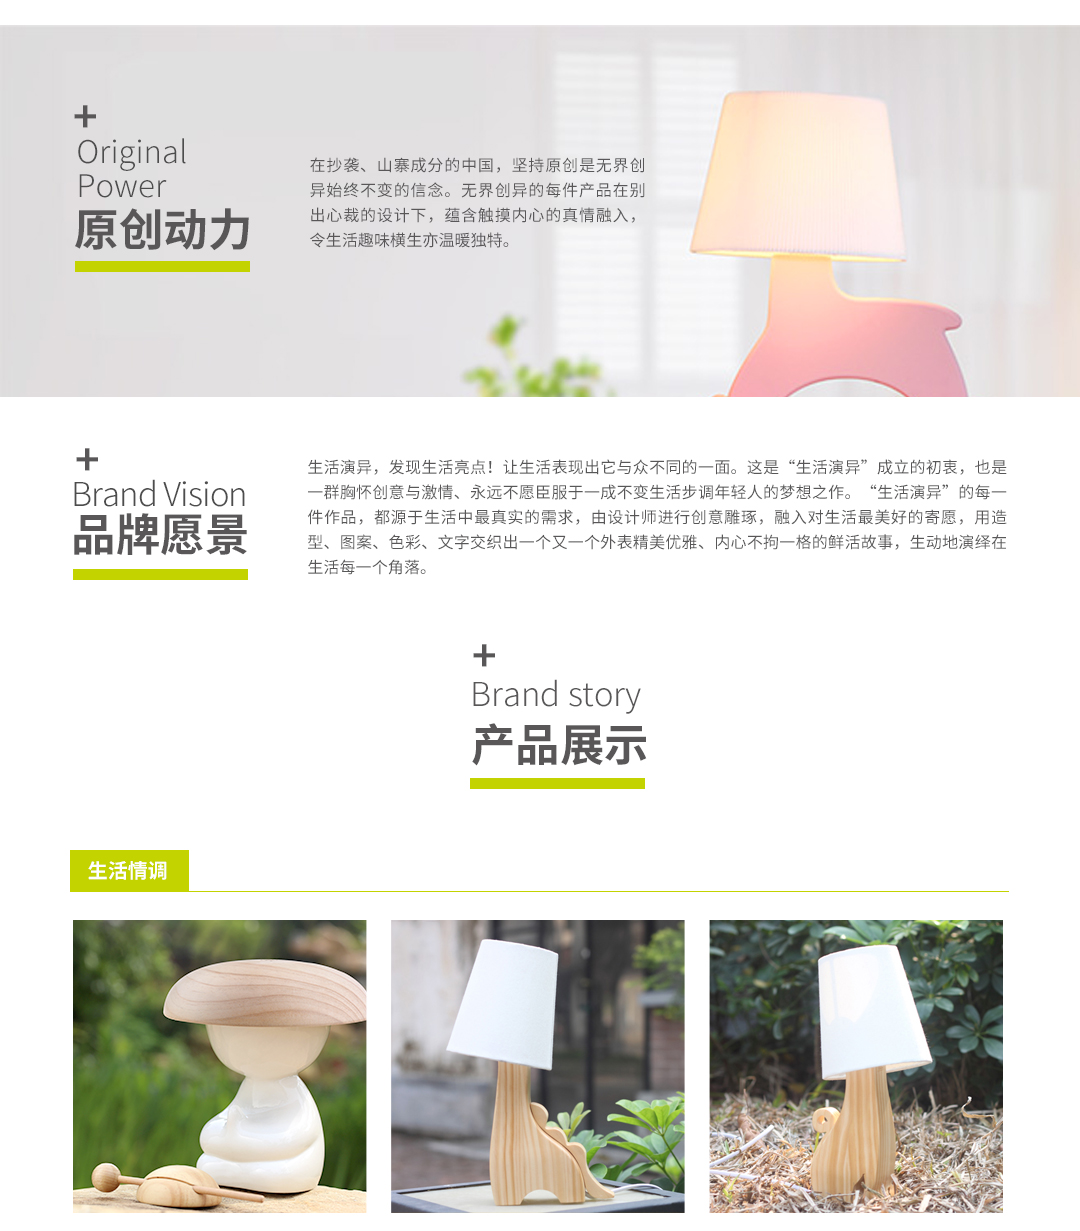 +
Original
Power
原创动力
在抄袭、山寨成分的中国，坚持原创是无界创
异始终不变的信念。无界创异的每件产品在别
出心裁的设计下，蕴含触摸内心的真情融入，
令生活趣味横生亦温暖独特。
+
Brand Vision
品牌愿景
生活演异，发现生活亮点！让生活表现出它与众不同的一面。这是“生活演异”成立的初衷，也是
一群胸怀创意与激情、永远不愿臣服于一成不变生活步调年轻人的梦想之作。“生活演异”的每一
件作品，都源于生活中最真实的需求，由设计师进行创意雕琢，融入对生活最美好的寄愿，用造
型、图案、色彩、文字交织出一个又一个外表精美优雅、内心不拘一格的鲜活故事，生动地演绎在
生活每一个角落。
+
Brand story
产品展示
生活情调